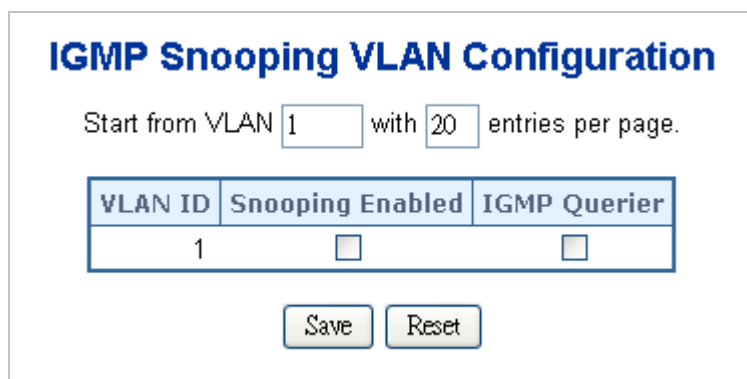 IGMP Snooping VLAN Configuration
Start from VLAN 1 with 20 entries per page.
VLAN ID Snooping Enabled IGMP Querier
1
Save Reset